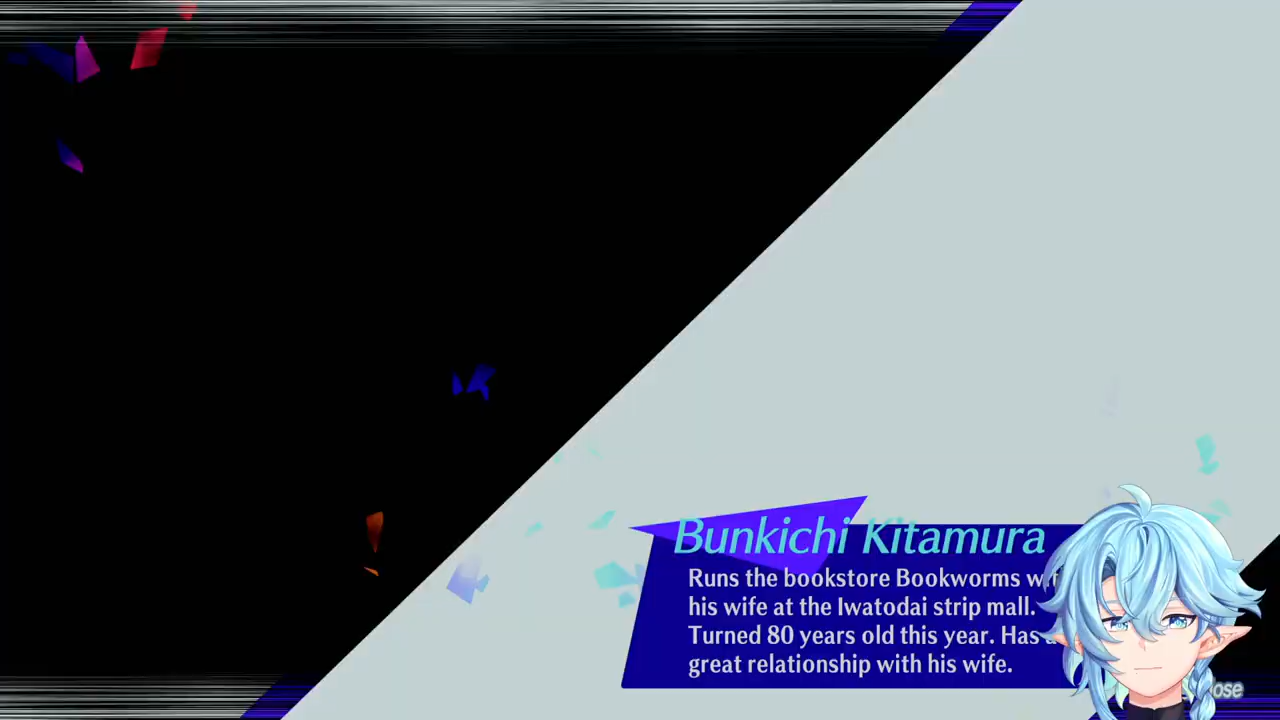 Bunkichi Kitamura
Runs the bookstore Bookworms
his wife at the Iwatodai strip mall.
Turned 80 years old this year. Has
great relationship with his wife.